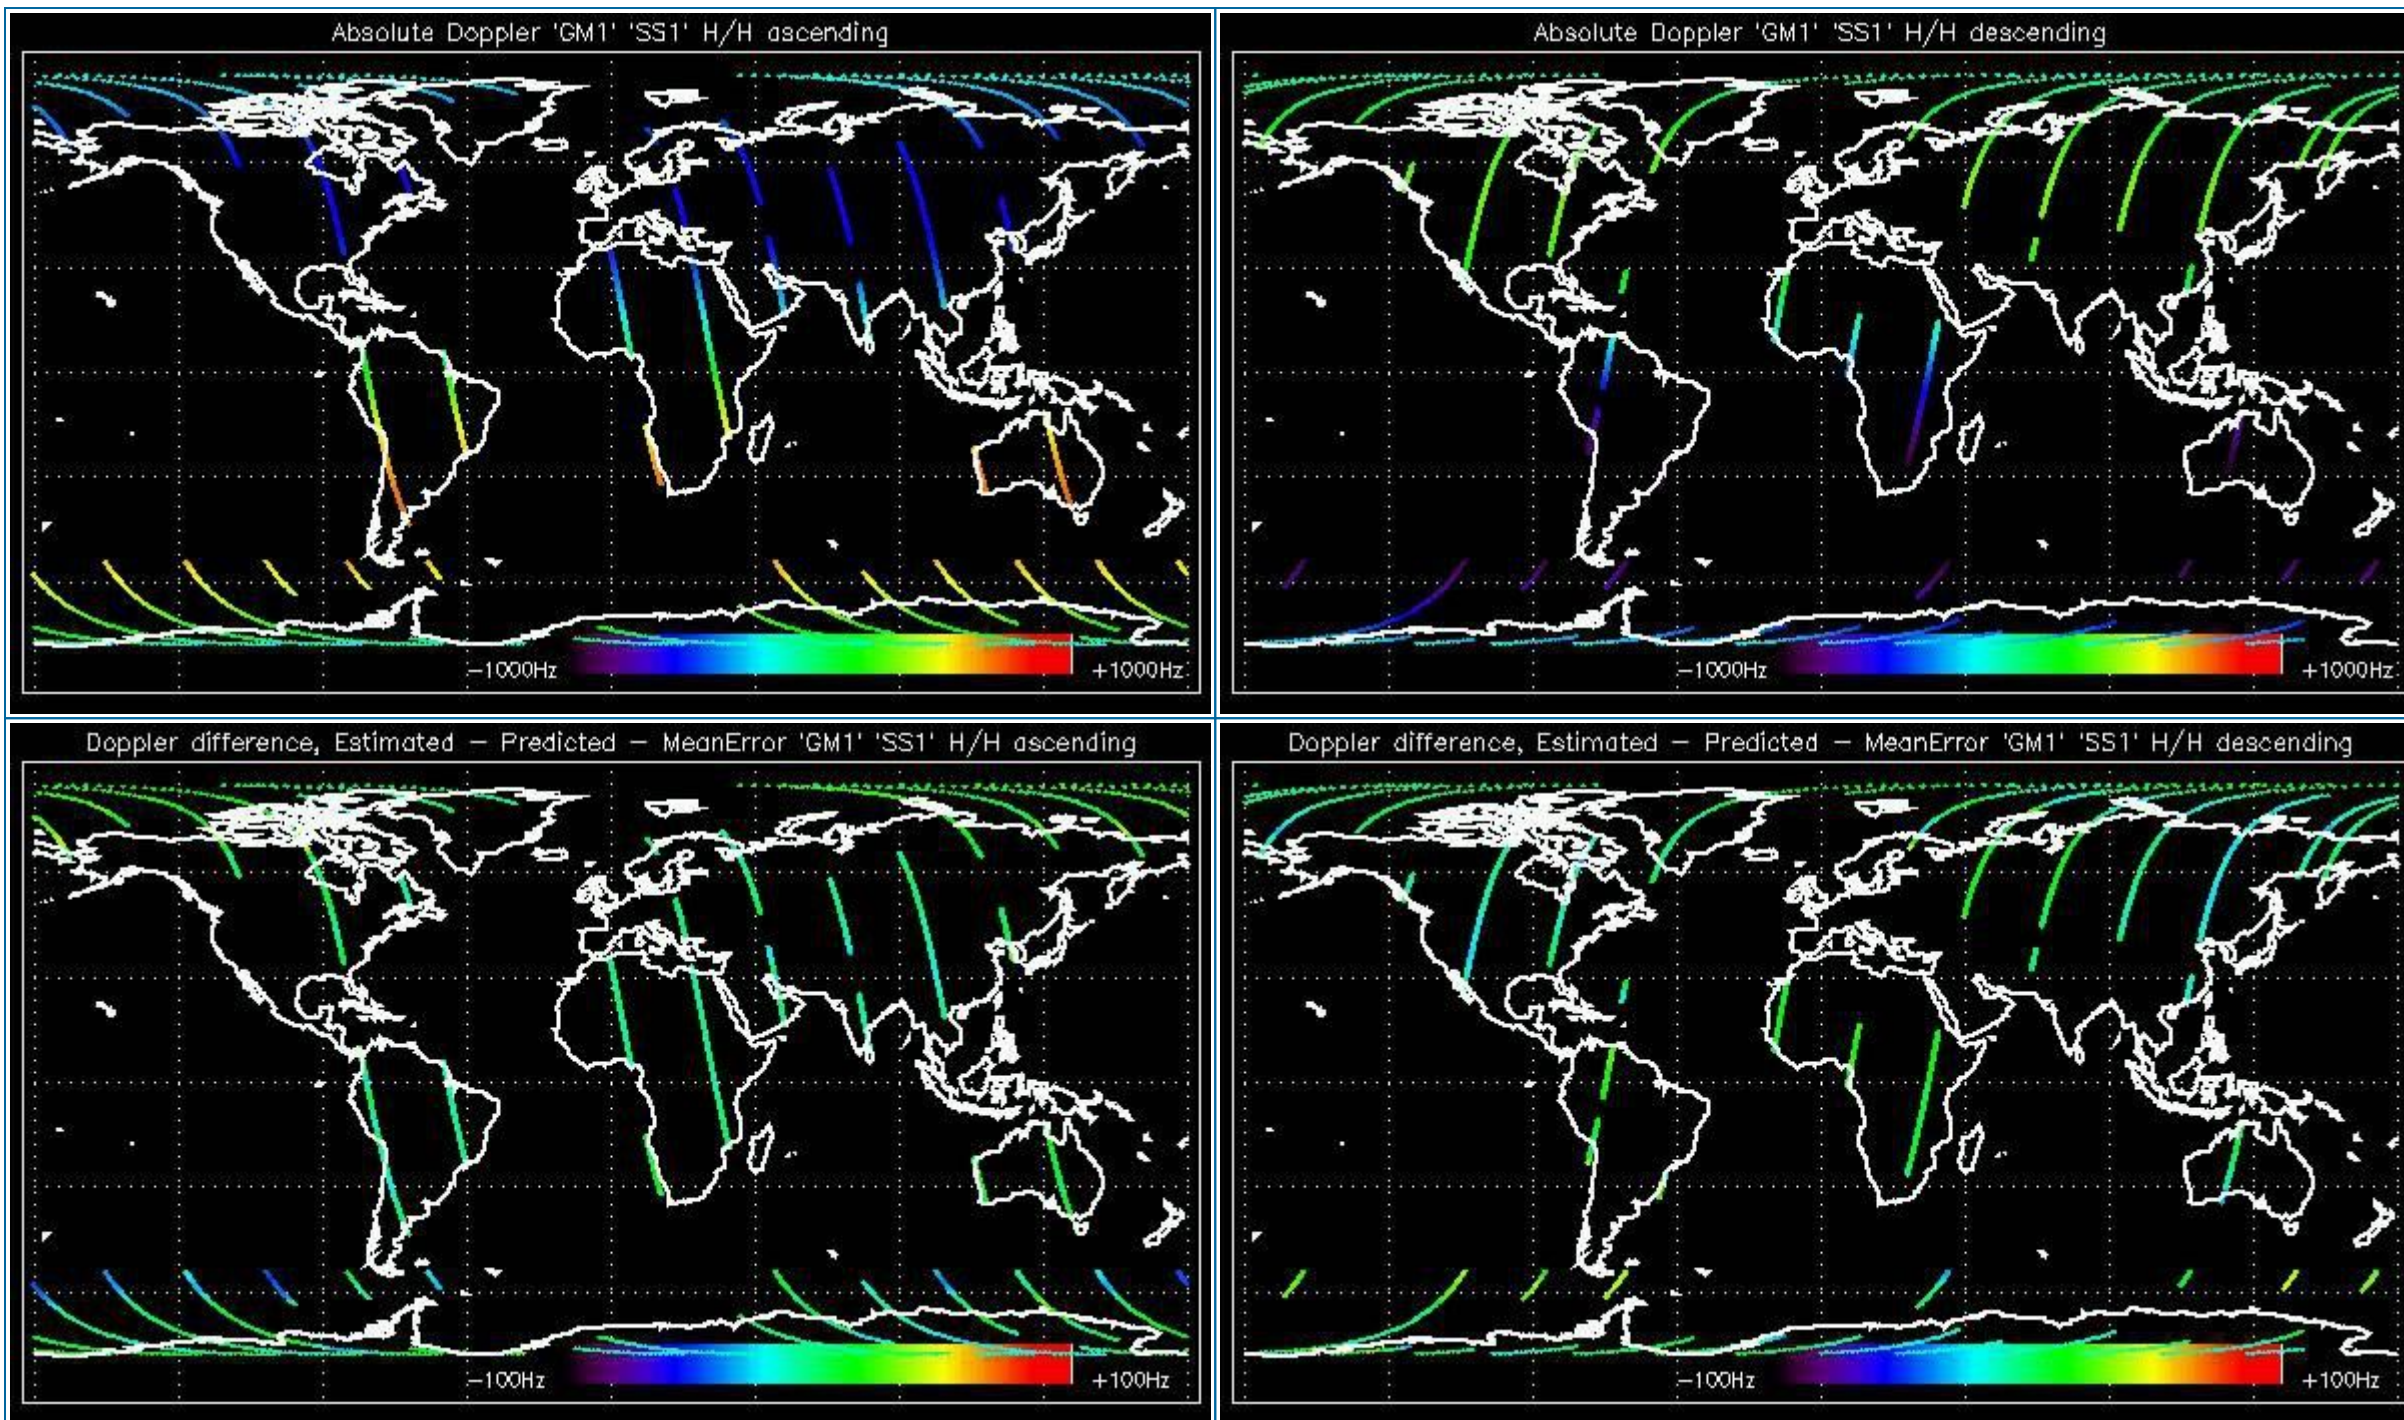 Absolute Doppler 'GM1' 'SS1' H/H ascending
-1000Hz
+1000Hz
Absolute Doppler 'GM1' 'SS1' H/H descending
-1000Hz
+1000Hz
Doppler difference, Estimated - Predicted - MeanError 'GM1' 'SS1' H/H ascending
-100Hz
+100Hz
Doppler difference, Estimated - Predicted - MeanError 'GM1' 'SS1' H/H descending
-100Hz
+100Hz